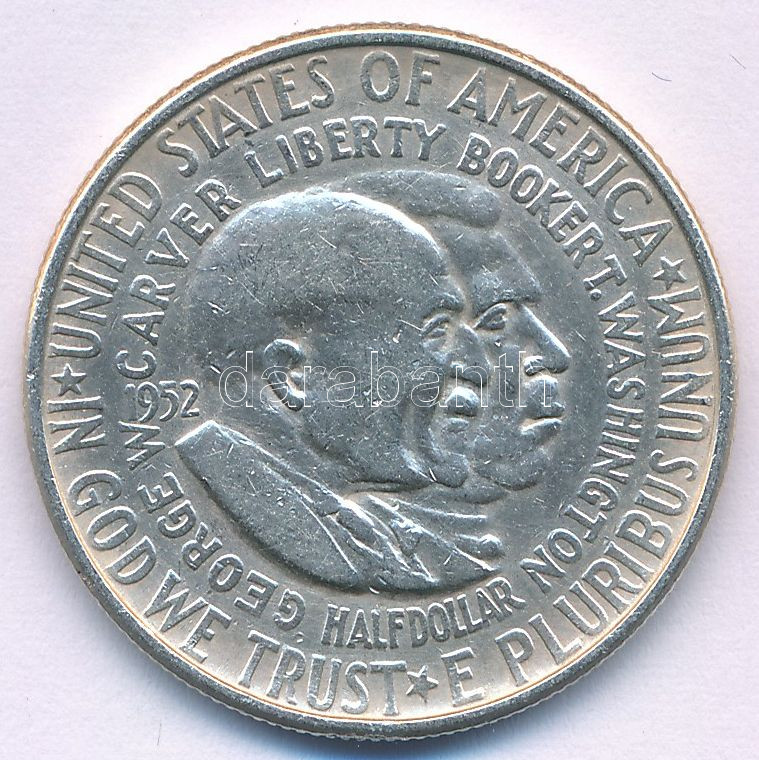 ★ UNITED STATES OF AMERICA ★
E PLURIBUS UNUM ★
IN GOD WE TRUST
GEORGE W. CARVER LIBERTY BOOKER T. WASHINGTON
HALF DOLLAR
1952
darabanth